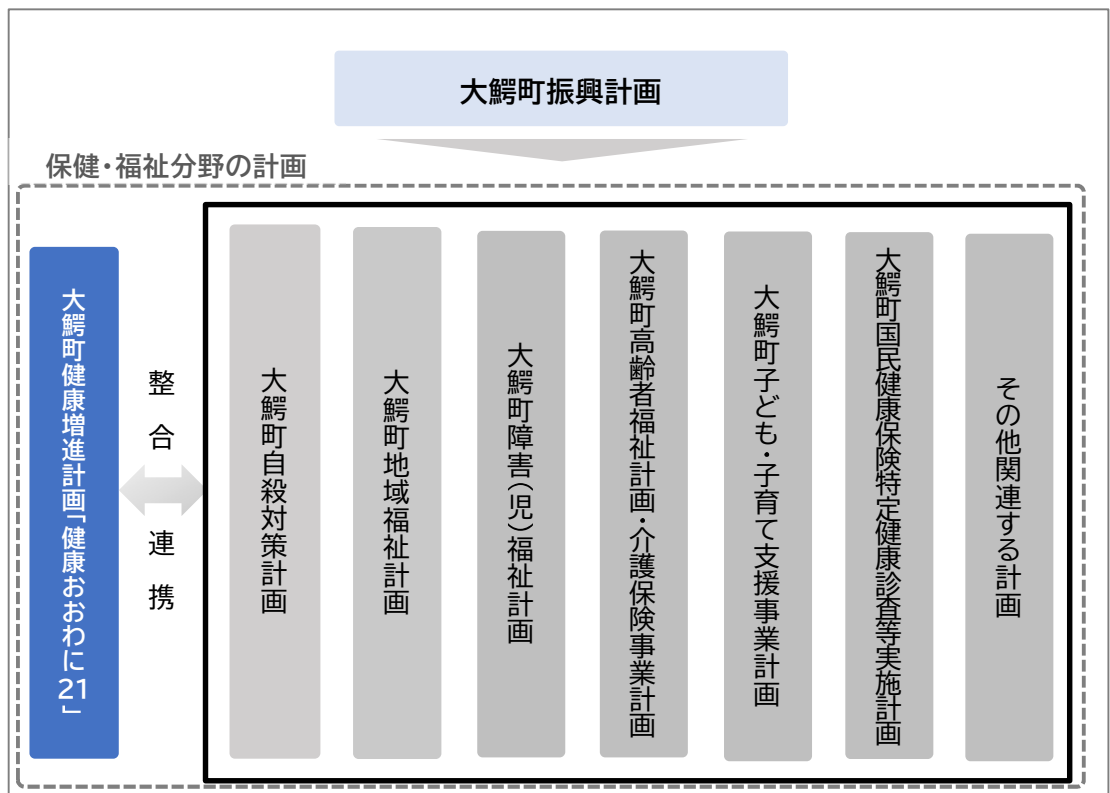 大鰐町振興計画
保健・福祉分野の計画
大鰐町健康増進計画「健康おおわに21」
整合
連携
大鰐町自殺対策計画
大鰐町地域福祉計画
大鰐町障害(児)福祉計画
大鰐町高齢者福祉計画・介護保険事業計画
大鰐町子ども・子育て支援事業計画
大鰐町国民健康保険特定健康診査等実施計画
その他関連する計画